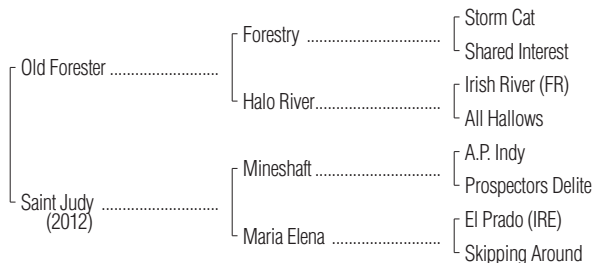 Storm Cat
Forestry ............................
Shared Interest
Old Forester ........................
Irish River (FR)
Halo River...........................
All Hallows
A.P. Indy
Mineshaft ...........................
Prospectors Delite
Saint Judy ..........................
(2012)
El Prado (IRE)
Maria Elena .........................
Skipping Around